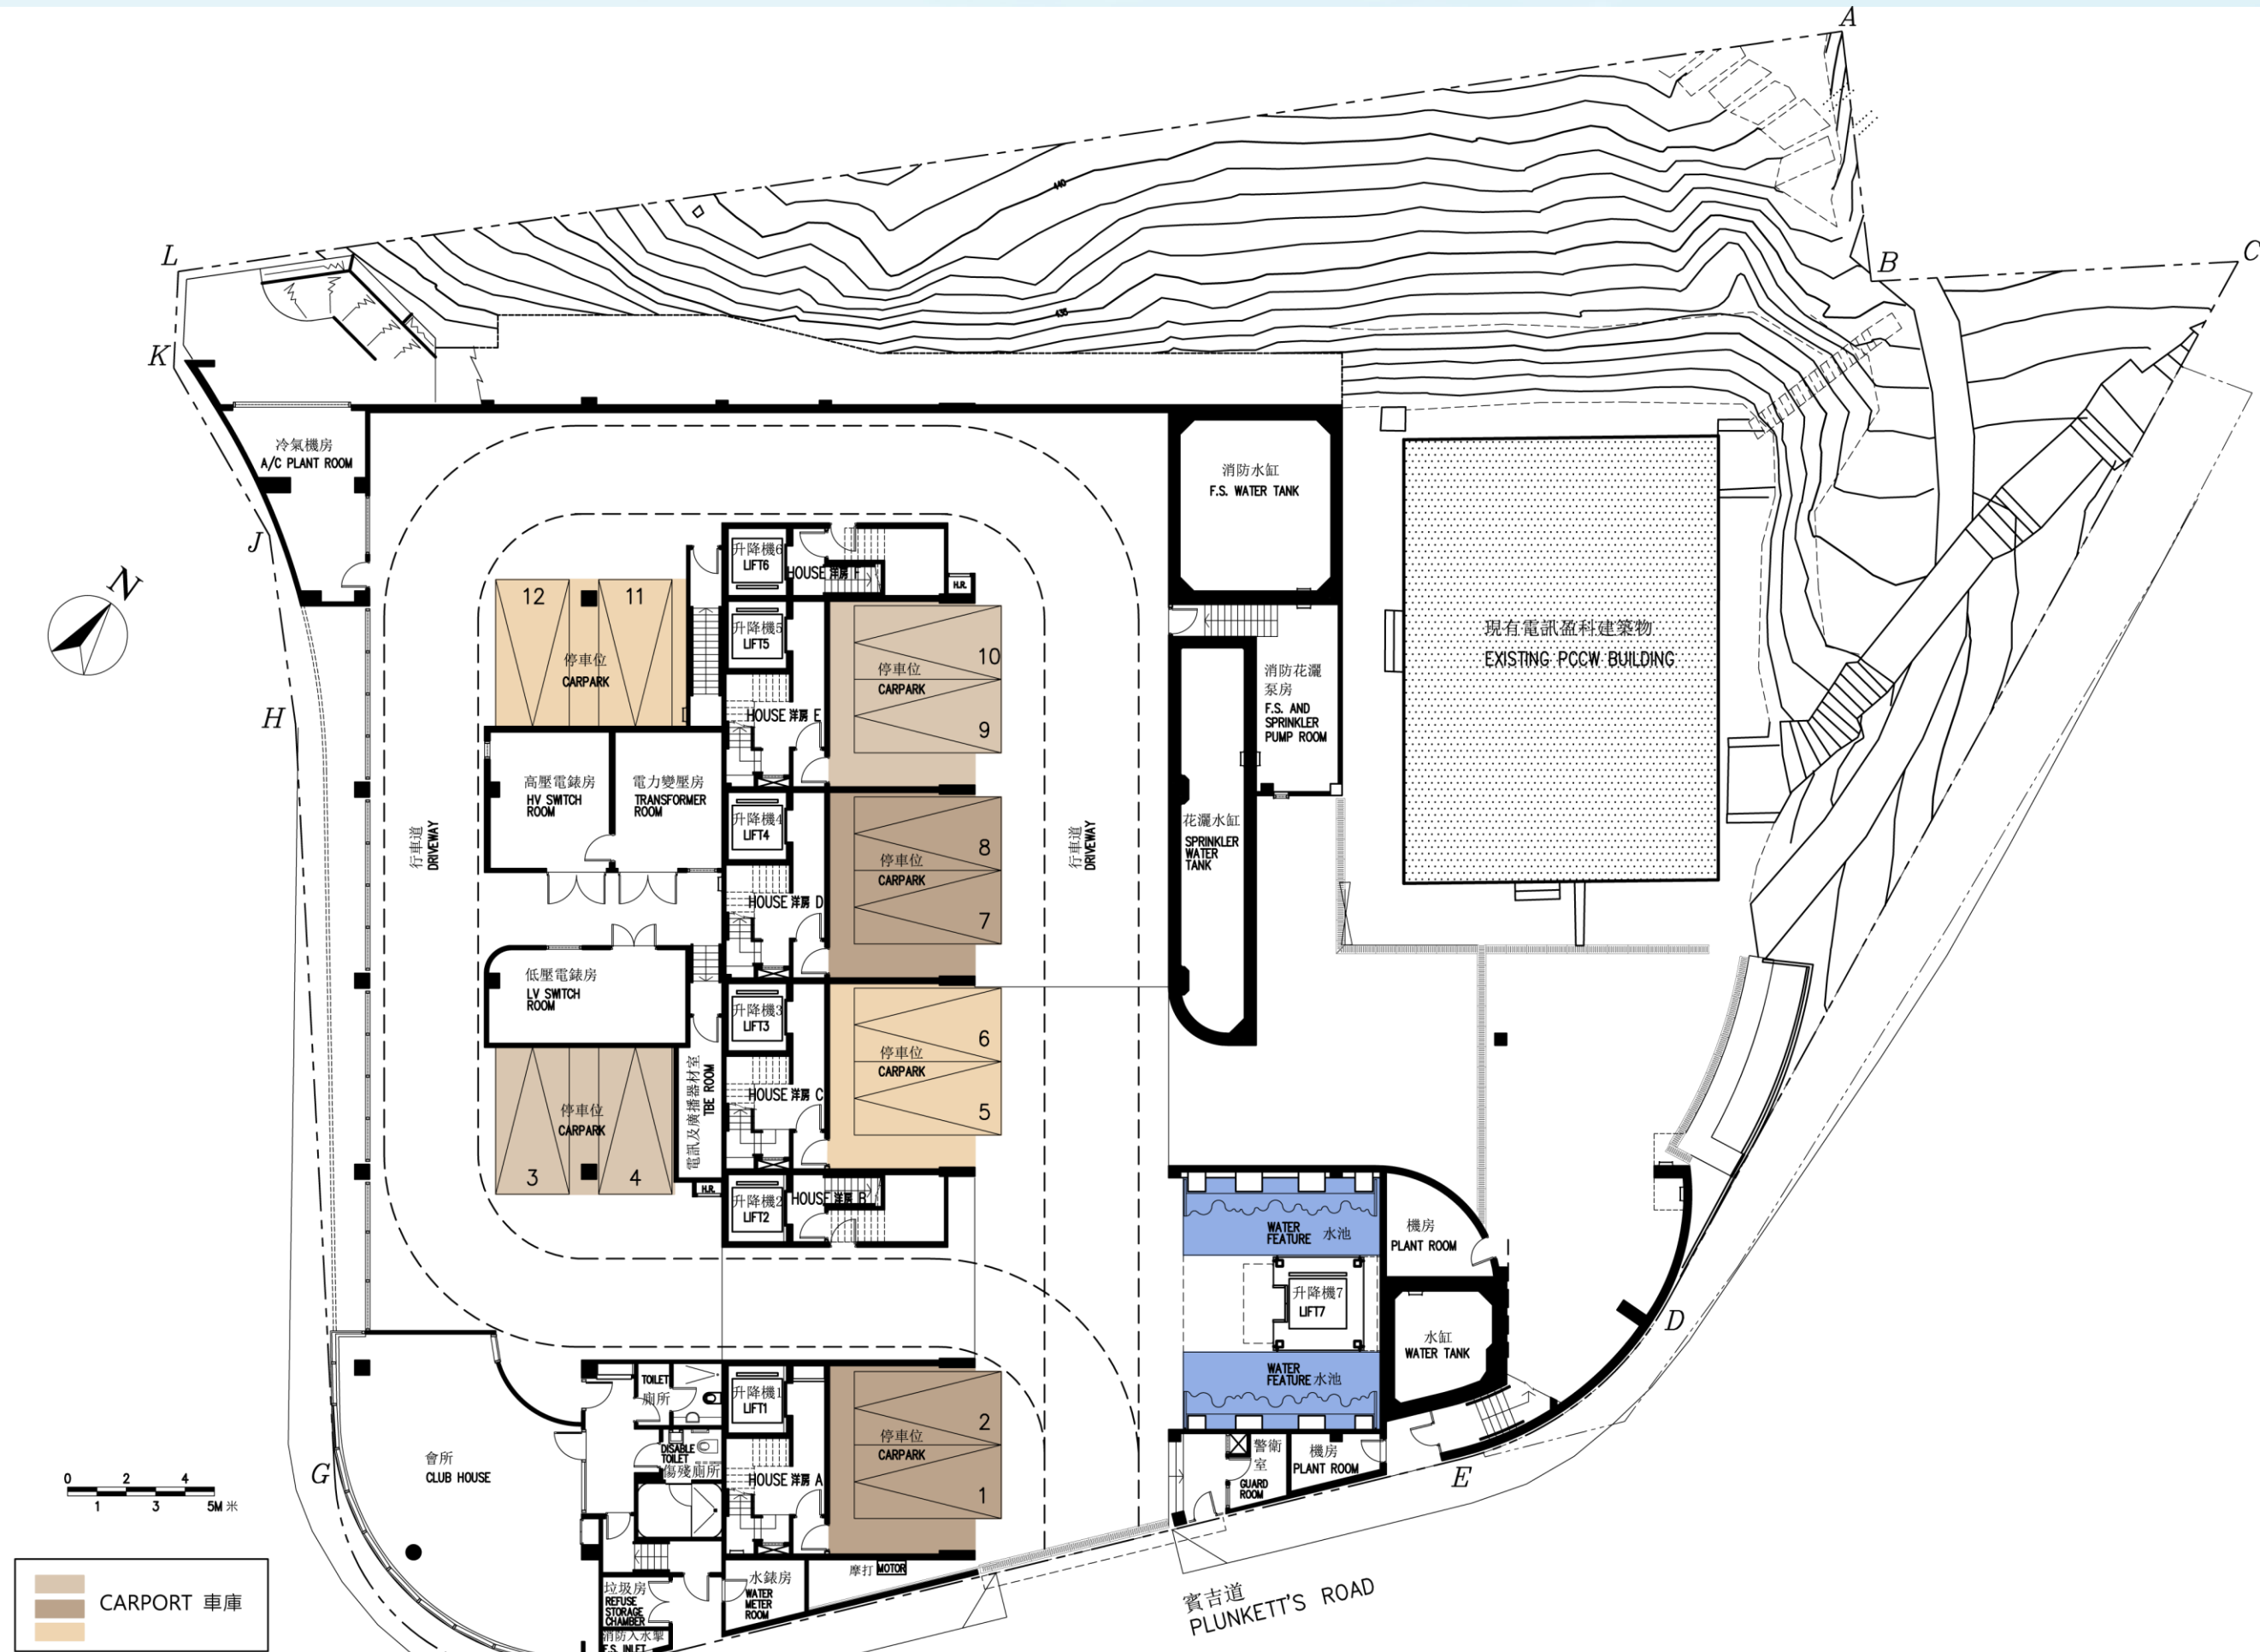 A
B
C
L
K
J
H
G
D
E
N
440
435
冷氣機房
A/C PLANT ROOM
消防水缸
F.S. WATER TANK
升降機6
LIFT6
HOUSE 洋房 F
H.R.
12
11
停車位
CARPARK
升降機5
LIFT5
10
停車位
CARPARK
9
HOUSE 洋房 E
消防花灑
泵房
F.S. AND
SPRINKLER
PUMP ROOM
現有電訊盈科建築物
EXISTING PCCW BUILDING
高壓電錶房
HV SWITCH
ROOM
電力變壓房
TRANSFORMER
ROOM
升降機4
LIFT4
8
停車位
CARPARK
7
HOUSE 洋房 D
行車道
DRIVEWAY
行車道
DRIVEWAY
花灑水缸
SPRINKLER
WATER
TANK
低壓電錶房
LV SWITCH
ROOM
升降機3
LIFT3
6
停車位
CARPARK
5
HOUSE 洋房 C
電訊及廣播器材室
TBE ROOM
停車位
CARPARK
3
4
H.R.
升降機2
LIFT2
HOUSE 洋房 B
WATER
FEATURE 水池
機房
PLANT ROOM
升降機7
LIFT7
水缸
WATER TANK
WATER
FEATURE 水池
TOILET
廁所
升降機1
LIFT1
2
停車位
CARPARK
1
HOUSE 洋房 A
DISABLE
TOILET
傷殘廁所
會所
CLUB HOUSE
警衛
室
GUARD
ROOM
機房
PLANT ROOM
摩打 MOTOR
水錶房
WATER
METER
ROOM
垃圾房
REFUSE
STORAGE
CHAMBER
消防入水掣
F.S. INLET
賓吉道
PLUNKETT'S ROAD
0 2 4
1 3 5M 米
CARPORT 車庫